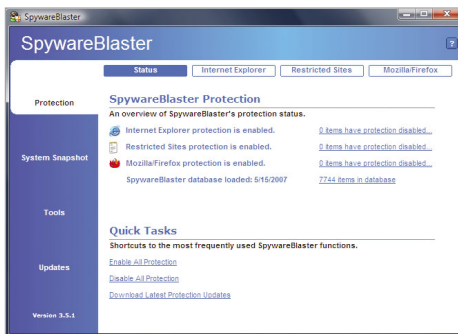 SpywareBlaster
SpywareBlaster
?
Status Internet Explorer Restricted Sites Mozilla/Firefox
Protection
System Snapshot
Tools
Updates
Version 3.5.1
SpywareBlaster Protection
An overview of SpywareBlaster's protection status.
Internet Explorer protection is enabled. 0 items have protection disabled...
Restricted Sites protection is enabled. 0 items have protection disabled...
Mozilla/Firefox protection is enabled. 0 items have protection disabled...
SpywareBlaster database loaded: 5/15/2007 7744 items in database
Quick Tasks
Shortcuts to the most frequently used SpywareBlaster functions.
Enable All Protection
Disable All Protection
Download Latest Protection Updates